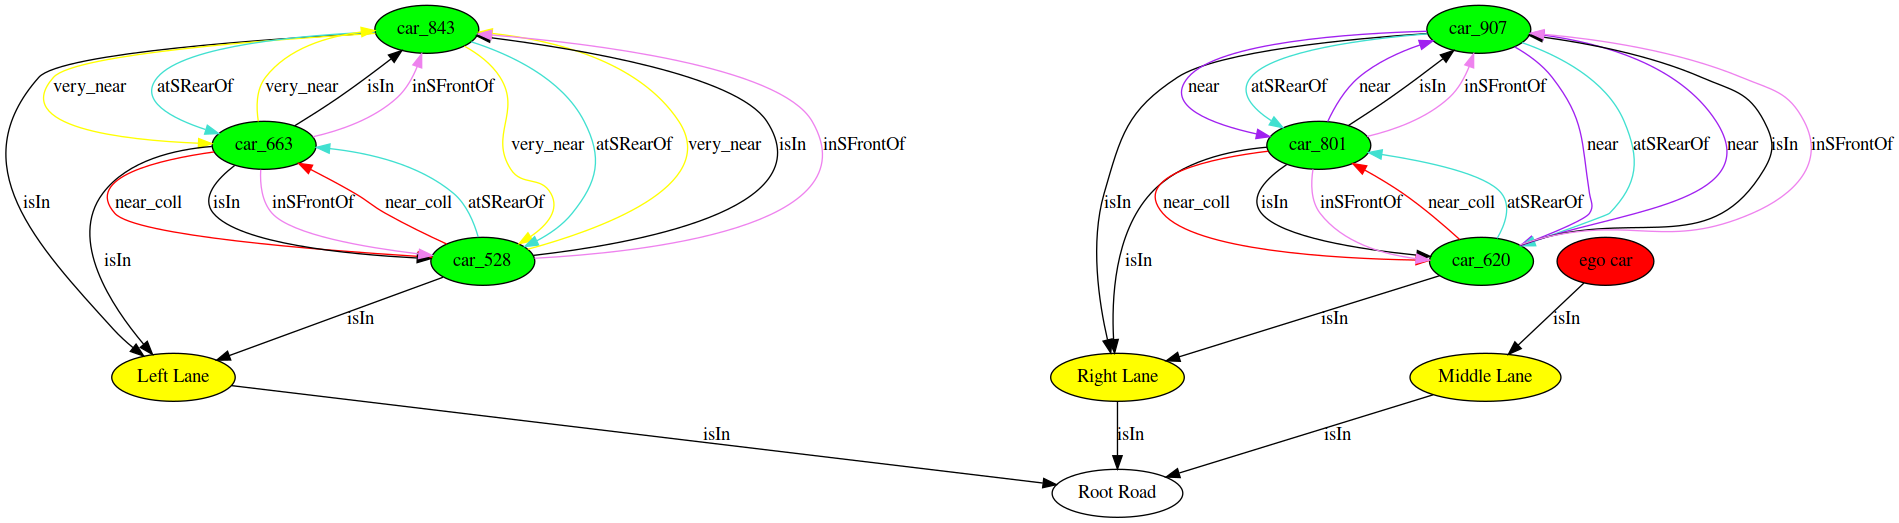 car_843
car_907
very_near
atSRearOf
very_near
isIn
inSFrontOf
near
atSRearOf
near
isIn
inSFrontOf
car_663
very_near
atSRearOf
very_near
isIn
inSFrontOf
car_801
near
atSRearOf
near
isIn
inSFrontOf
isIn
near_coll
isIn
inSFrontOf
near_coll
atSRearOf
isIn
near_coll
isIn
inSFrontOf
near_coll
atSRearOf
isIn
car_528
isIn
car_620
ego car
isIn
isIn
isIn
Left Lane
Right Lane
Middle Lane
isIn
isIn
isIn
Root Road